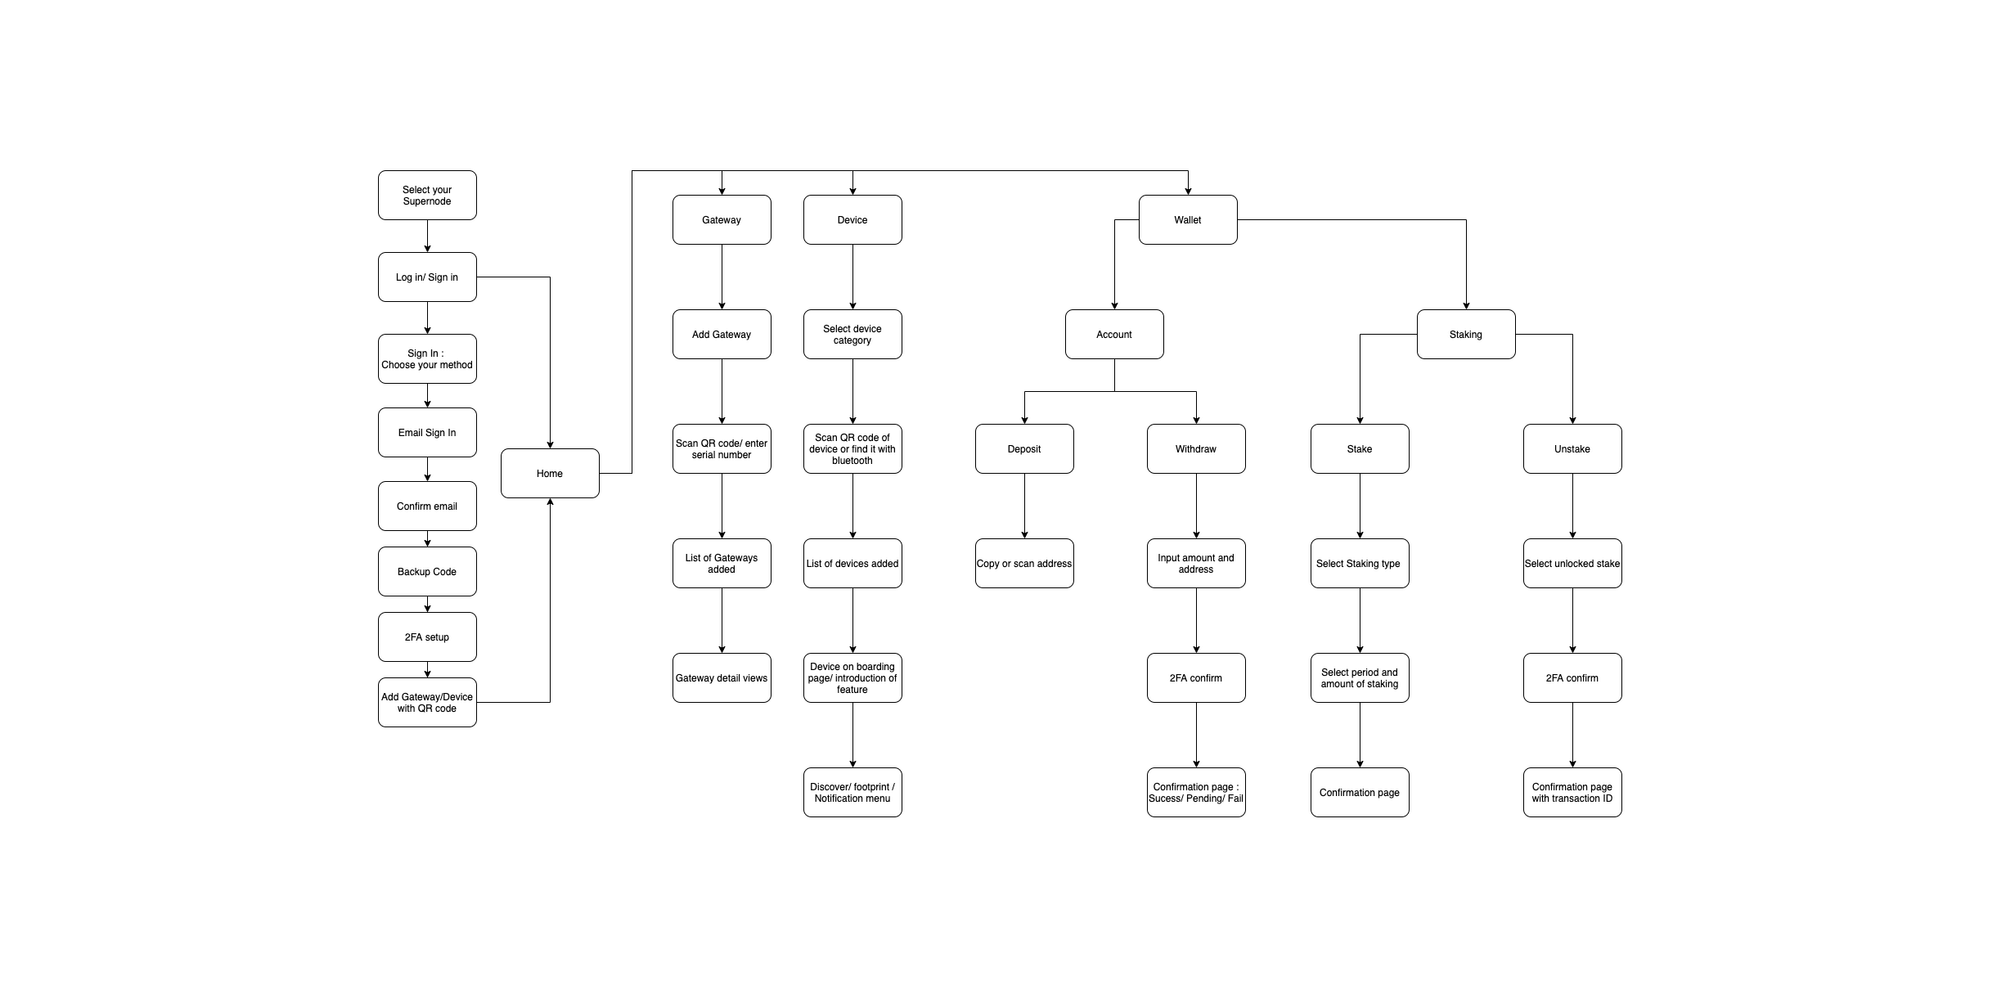 Select your
Supernode
Log in/ Sign in
Sign In :
Choose your method
Email Sign In
Confirm email
Backup Code
2FA setup
Add Gateway/Device
with QR code
Home
Gateway
Add Gateway
Scan QR code/ enter
serial number
List of Gateways
added
Gateway detail views
Device
Select device
category
Scan QR code of
device or find it with
bluetooth
List of devices added
Device on boarding
page/ introduction of
feature
Discover/ footprint /
Notification menu
Wallet
Account
Deposit
Copy or scan address
Withdraw
Input amount and
address
2FA confirm
Confirmation page :
Sucess/ Pending/ Fail
Staking
Stake
Select Staking type
Select period and
amount of staking
Confirmation page
Unstake
Select unlocked stake
2FA confirm
Confirmation page
with transaction ID